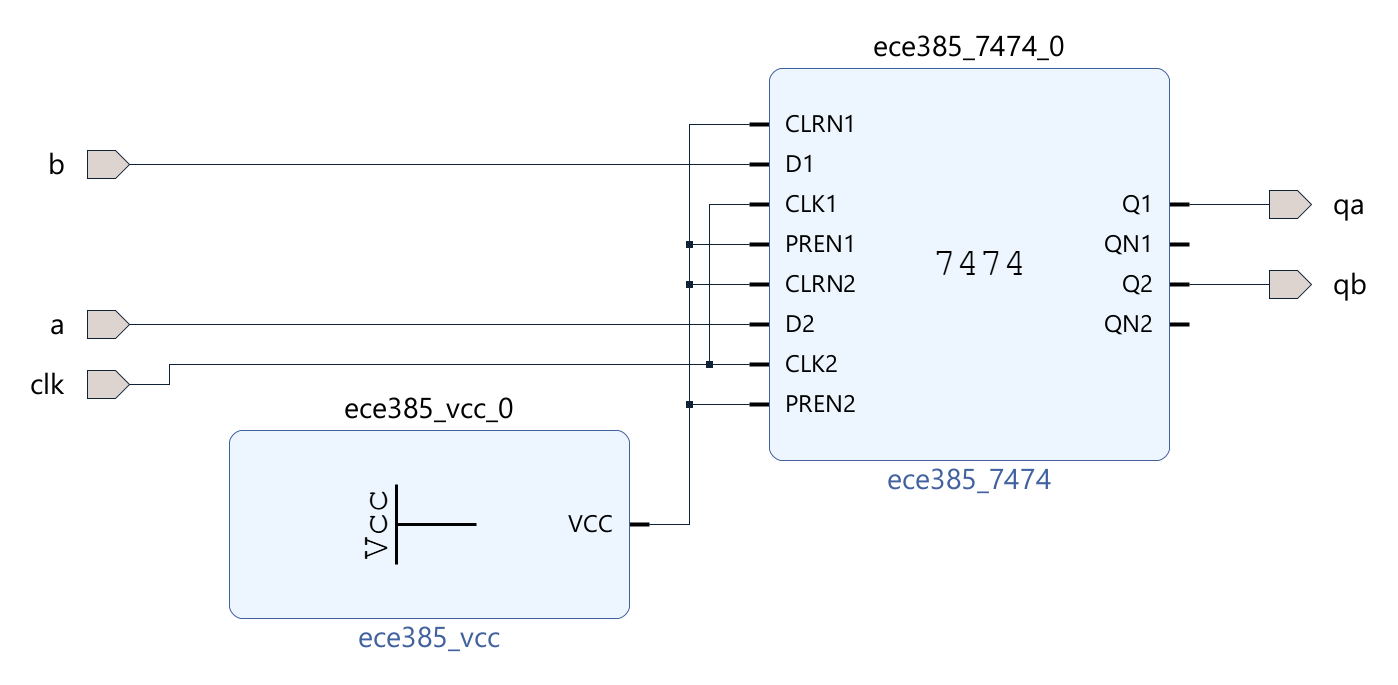 ece385_7474_0
CLRN1
b
D1
CLK1
Q1
qa
PREN1
7474
QN1
CLRN2
Q2
qb
a
D2
QN2
clk
CLK2
ece385_vcc_0
PREN2
ece385_7474
VCC
VCC
ece385_vcc